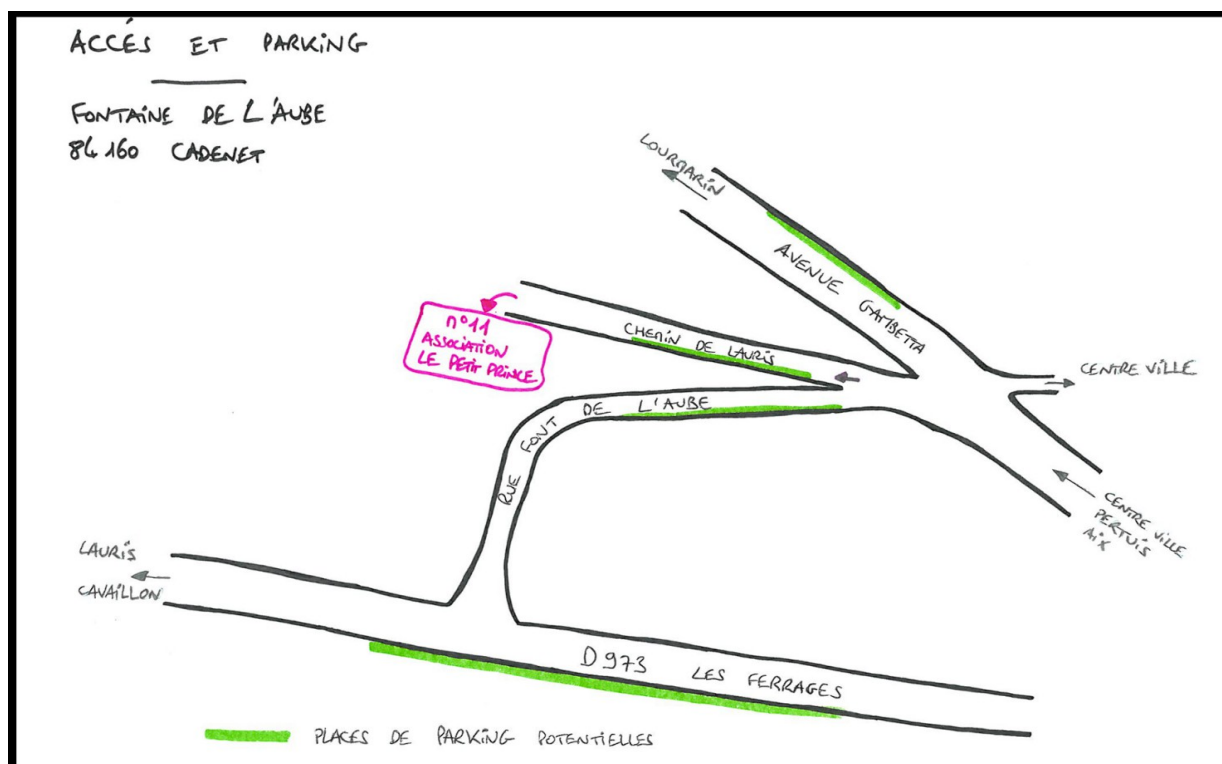 ACCÉS ET PARKING
FONTAINE DE L'AUBE
84 160 CADENET
LOURMARIN
AVENUE GAMBETTA
CENTRE VILLE
CHEMIN DE LAURIS
n°11
ASSOCIATION
LE PETIT PRINCE
RUE FONT DE L'AUBE
CENTRE VILLE
PERTUIS
AIX
LAURIS
CAVAILLON
D 973 LES FERRAGES
PLACES DE PARKING POTENTIELLES